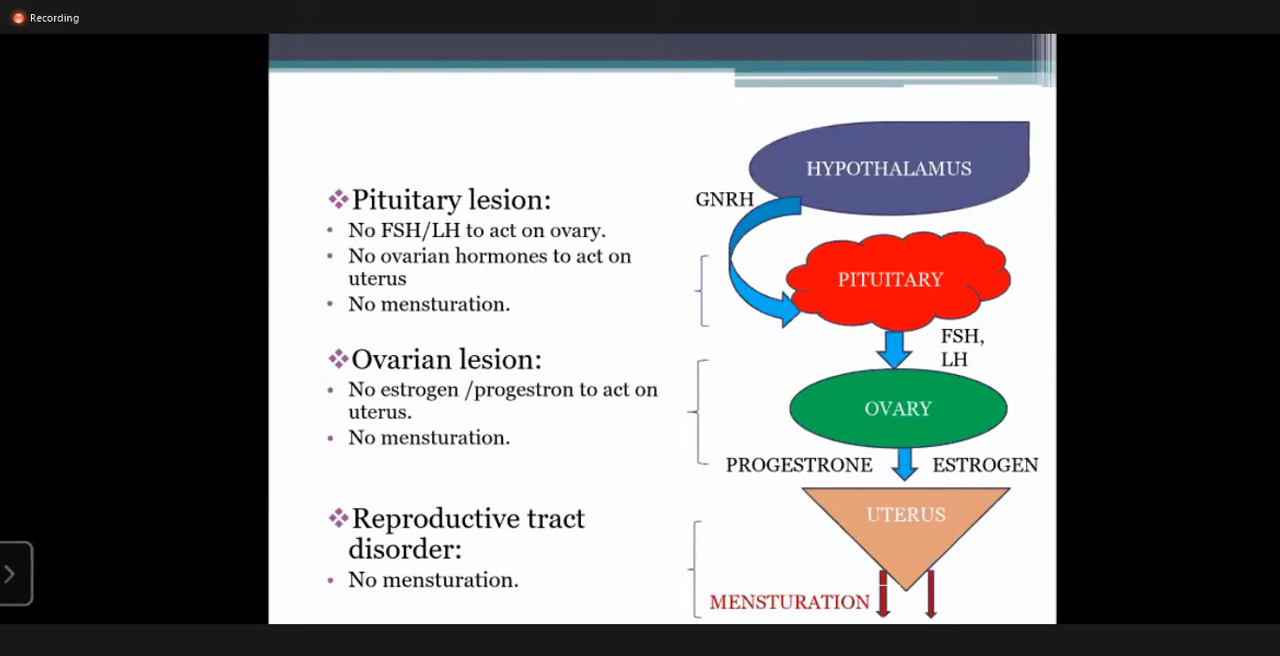 Recording
❖Pituitary lesion:
• No FSH/LH to act on ovary.
• No ovarian hormones to act on
uterus
• No mensturation.
❖Ovarian lesion:
• No estrogen /progestron to act on
uterus.
• No mensturation.
❖Reproductive tract
disorder:
• No mensturation.
HYPOTHALAMUS
GNRH
PITUITARY
FSH,
LH
OVARY
PROGESTRONE
ESTROGEN
UTERUS
MENSTURATION